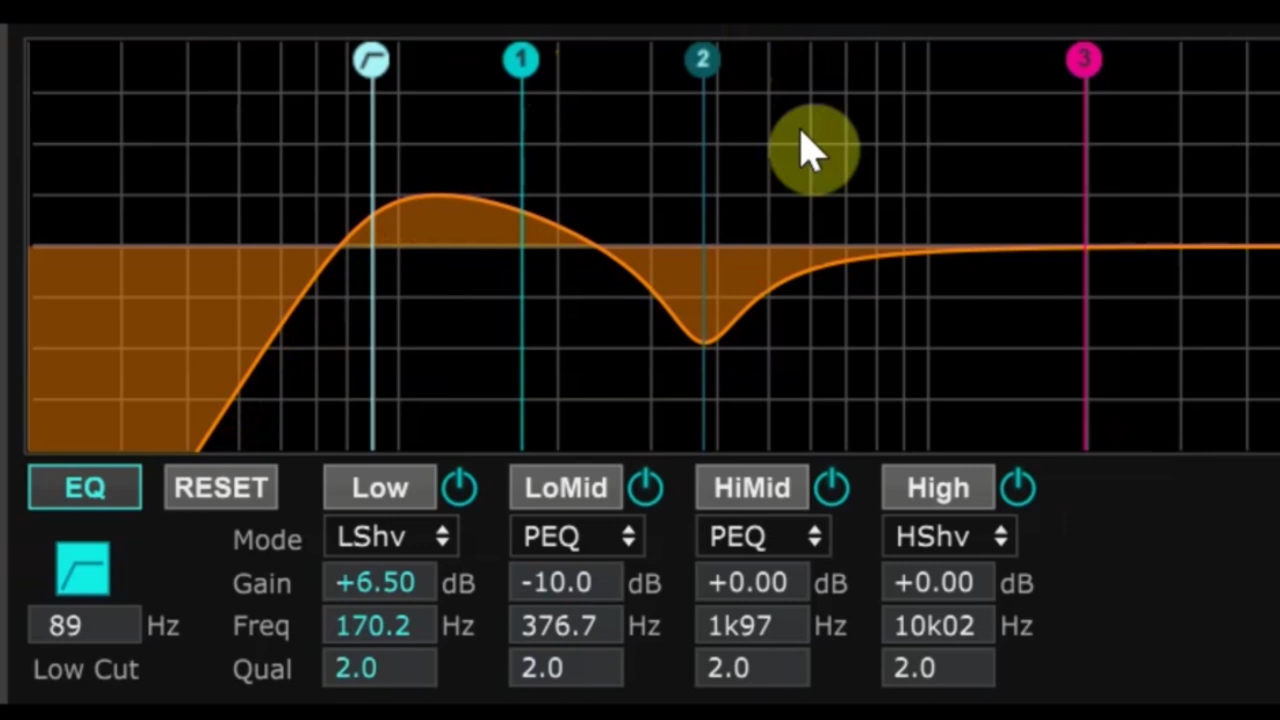 1 2 3
EQ RESET Low LoMid HiMid High
Mode LShv PEQ PEQ HShv
Gain +6.50 dB -10.0 dB +0.00 dB +0.00 dB
89 Hz Freq 170.2 Hz 376.7 Hz 1k97 Hz 10k02 Hz
Low Cut Qual 2.0 2.0 2.0 2.0